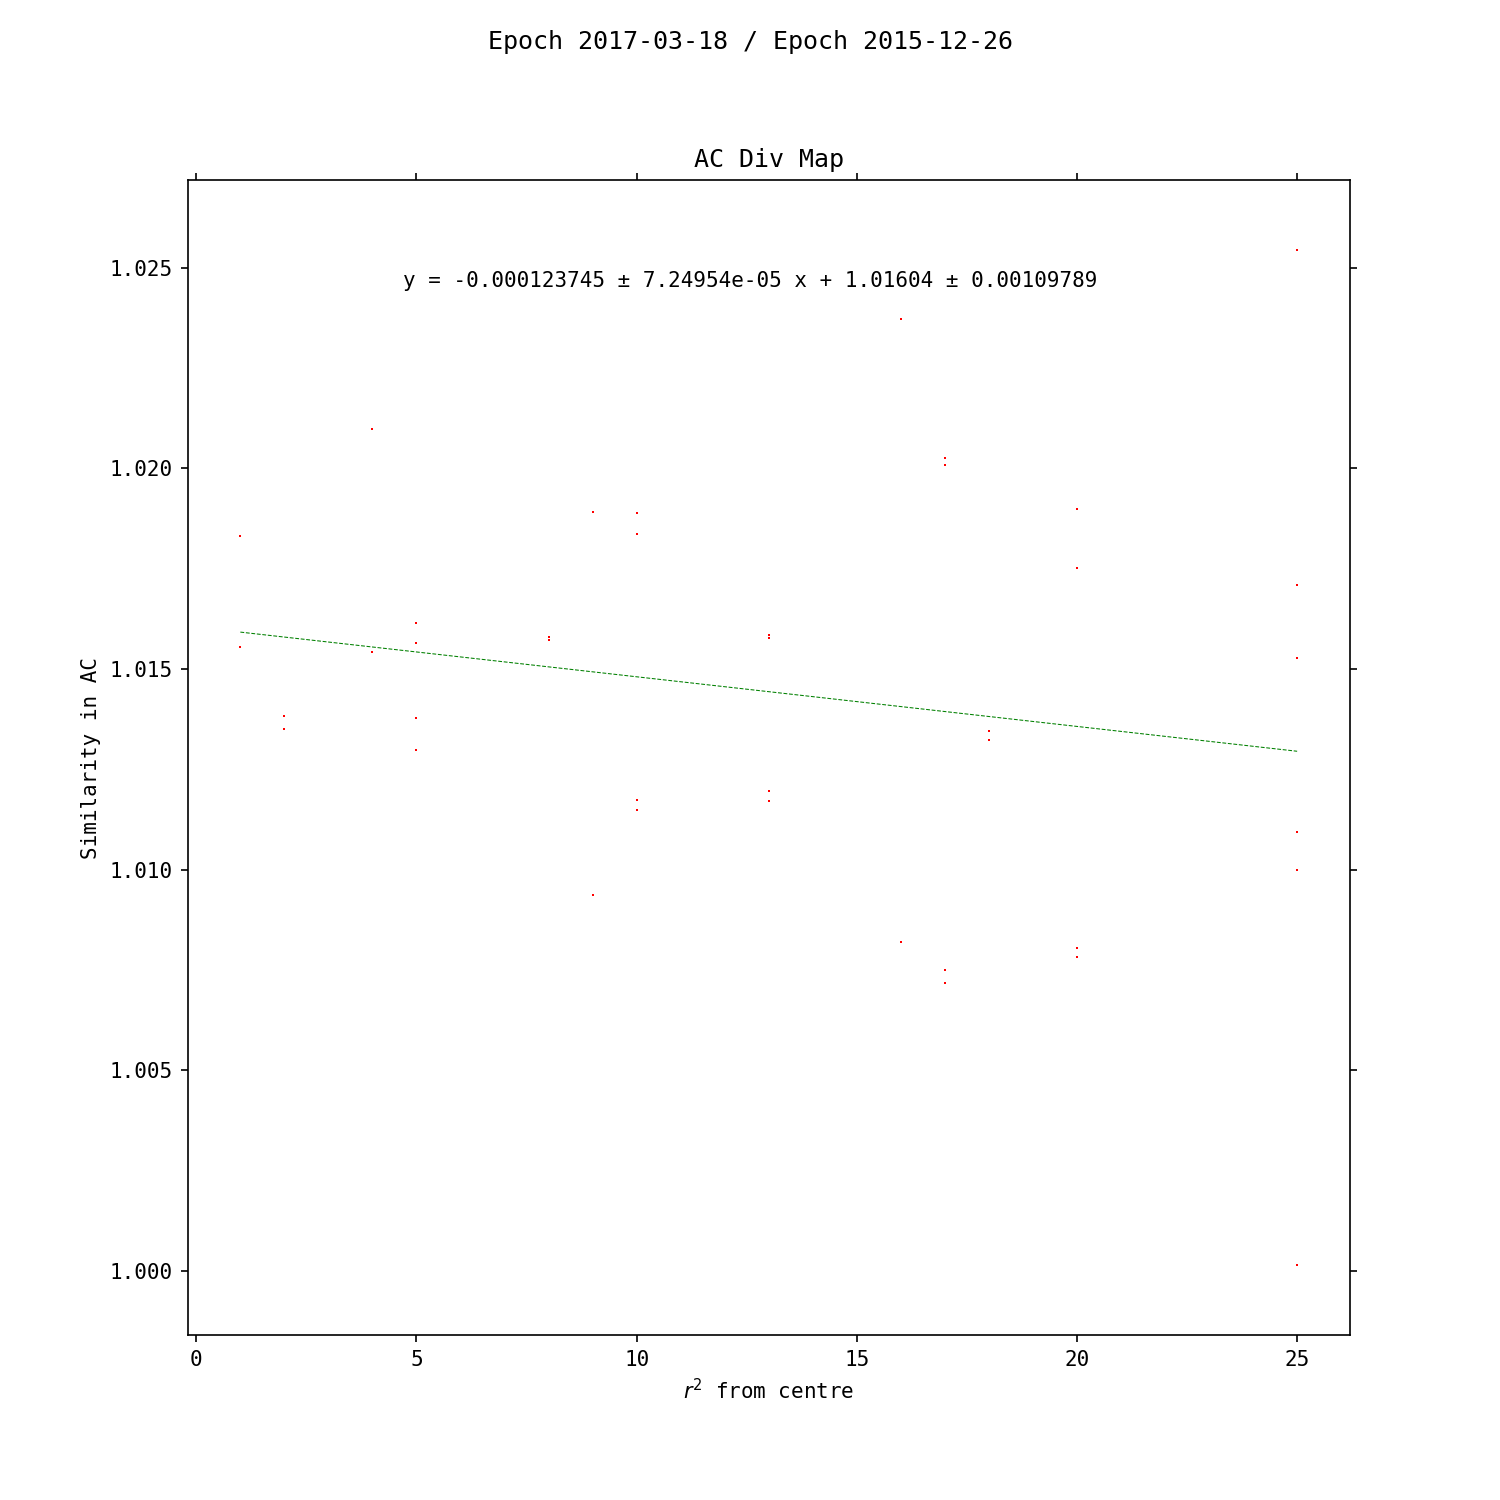 Epoch 2017-03-18 / Epoch 2015-12-26
AC Div Map
y = -0.000123745 ± 7.24954e-05 x + 1.01604 ± 0.00109789
Similarity in AC
1.025
1.020
1.015
1.010
1.005
1.000
0 5 10 15 20 25
r² from centre